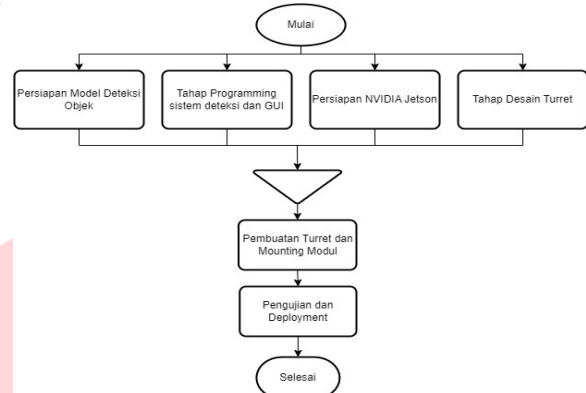 Mulai
Persiapan Model Deteksi
Objek
Tahap Programming
sistem deteksi dan GUI
Persiapan NVIDIA Jetson
Tahap Desain Turret
Pembuatan Turret dan
Mounting Modul
Pengujian dan
Deployment
Selesai